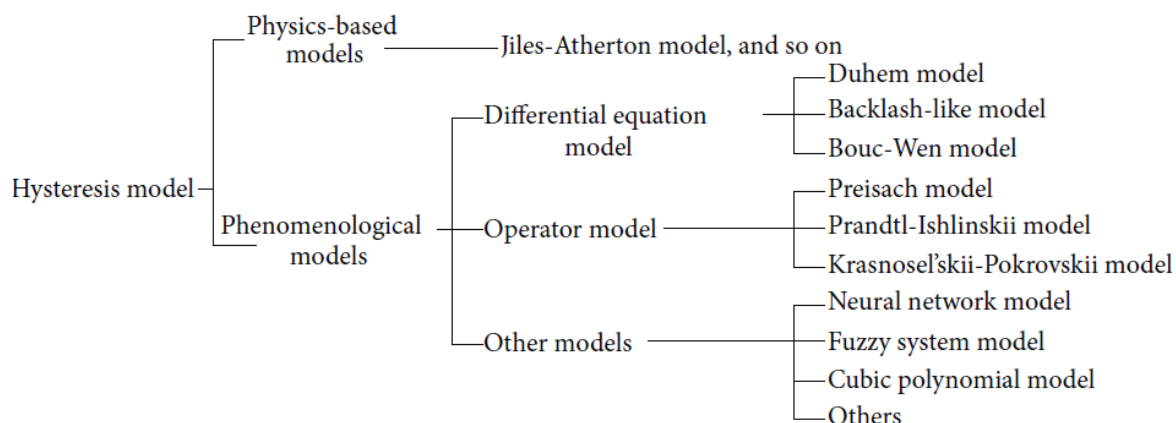 Physics-based
models
Jiles-Atherton model, and so on
Duhem model
Differential equation
model
Backlash-like model
Bouc-Wen model
Hysteresis model
Preisach model
Phenomenological
models
Operator model
Prandtl-Ishlinskii model
Krasnosel'skii-Pokrovskii model
Neural network model
Other models
Fuzzy system model
Cubic polynomial model
Others